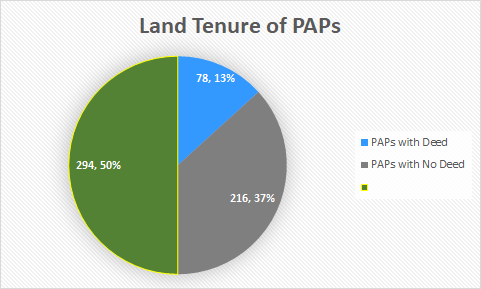 Land Tenure of PAPs
78, 13%
294, 50%
216, 37%
PAPs with Deed
PAPs with No Deed